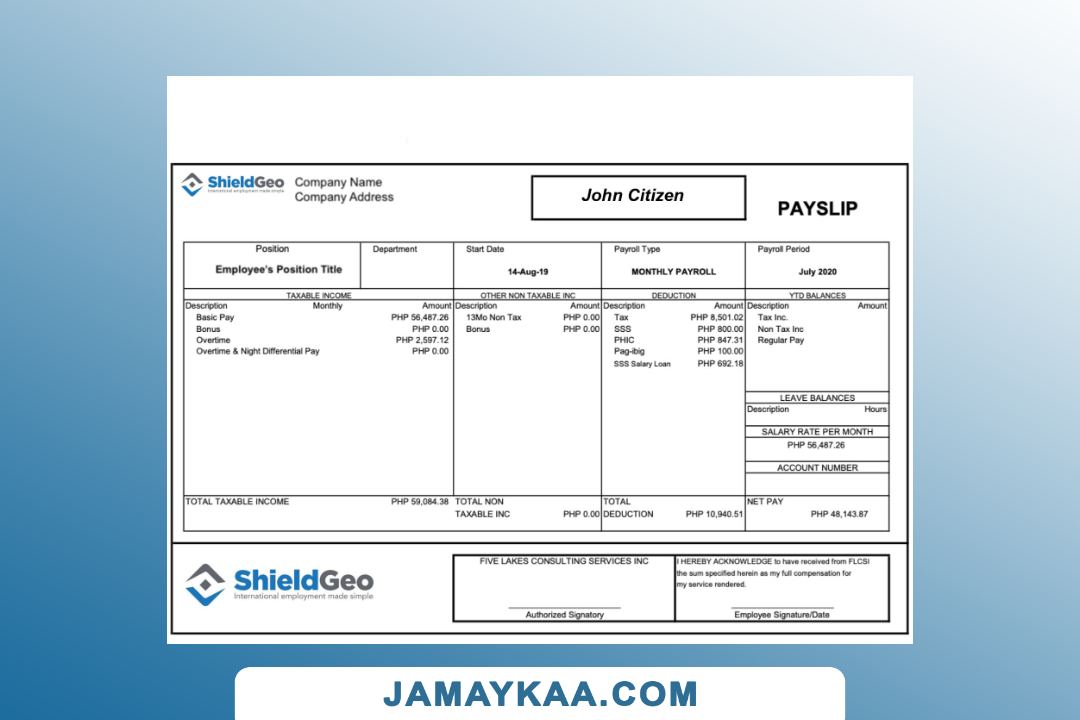 ShieldGeo
International employment made simple
Company Name
Company Address
John Citizen
PAYSLIP
Position Department Start Date Payroll Type Payroll Period
Employee's Position Title 14-Aug-19 MONTHLY PAYROLL July 2020
TAXABLE INCOME OTHER NON TAXABLE INC DEDUCTION YTD BALANCES
Description Monthly Amount Description Amount Description Amount Description Amount
Basic Pay PHP 56,487.26 13Mo Non Tax PHP 0.00 Tax PHP 8,501.02 Tax Inc.
Bonus PHP 0.00 Bonus PHP 0.00 SSS PHP 800.00 Non Tax Inc
Overtime PHP 2,597.12 PHIC PHP 847.31 Regular Pay
Overtime & Night Differential Pay PHP 0.00 Pag-ibig PHP 100.00
SSS Salary Loan PHP 692.18
LEAVE BALANCES
Description Hours
SALARY RATE PER MONTH
PHP 56,487.26
ACCOUNT NUMBER
TOTAL TAXABLE INCOME PHP 59,084.38 TOTAL NON TOTAL NET PAY
TAXABLE INC PHP 0.00 DEDUCTION PHP 10,940.51 PHP 48,143.87
ShieldGeo
International employment made simple
FIVE LAKES CONSULTING SERVICES INC
Authorized Signatory
I HEREBY ACKNOWLEDGE to have received from FLCSI
the sum specified herein as my full compensation for
my service rendered.
Employee Signature/Date
JAMAYKAA.COM